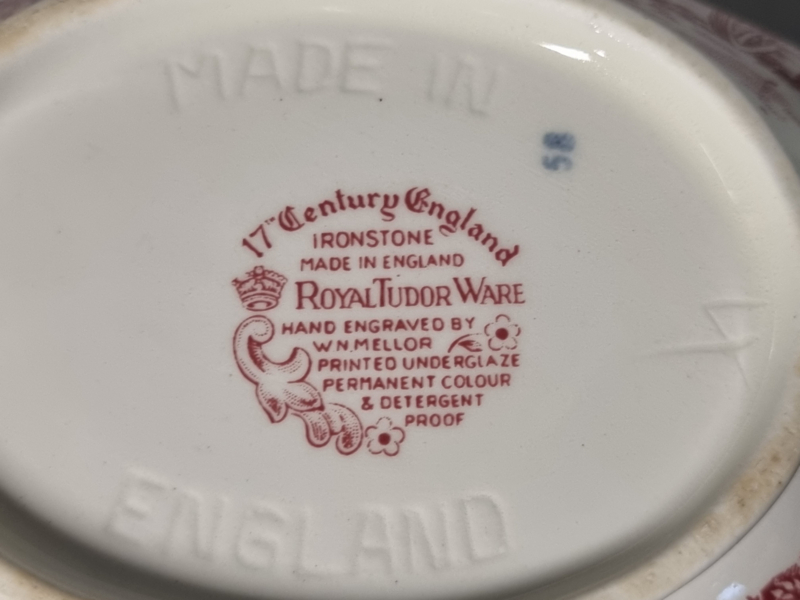 MADE IN
58
17th Century England
IRONSTONE
MADE IN ENGLAND
ROYAL TUDOR WARE
HAND ENGRAVED BY
W.N.MELLOR
PRINTED UNDERGLAZE
PERMANENT COLOUR
& DETERGENT
PROOF
ENGLAND